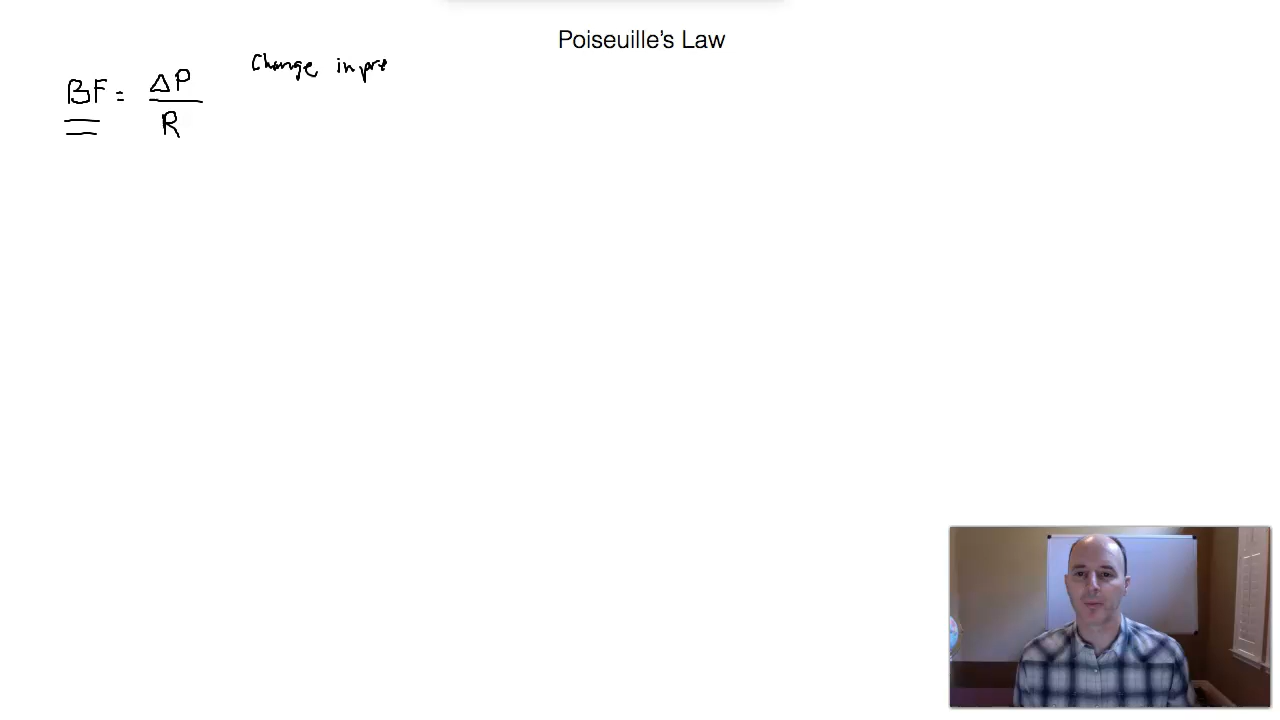 Poiseuille's Law
Change in pre
BF = ΔP
R